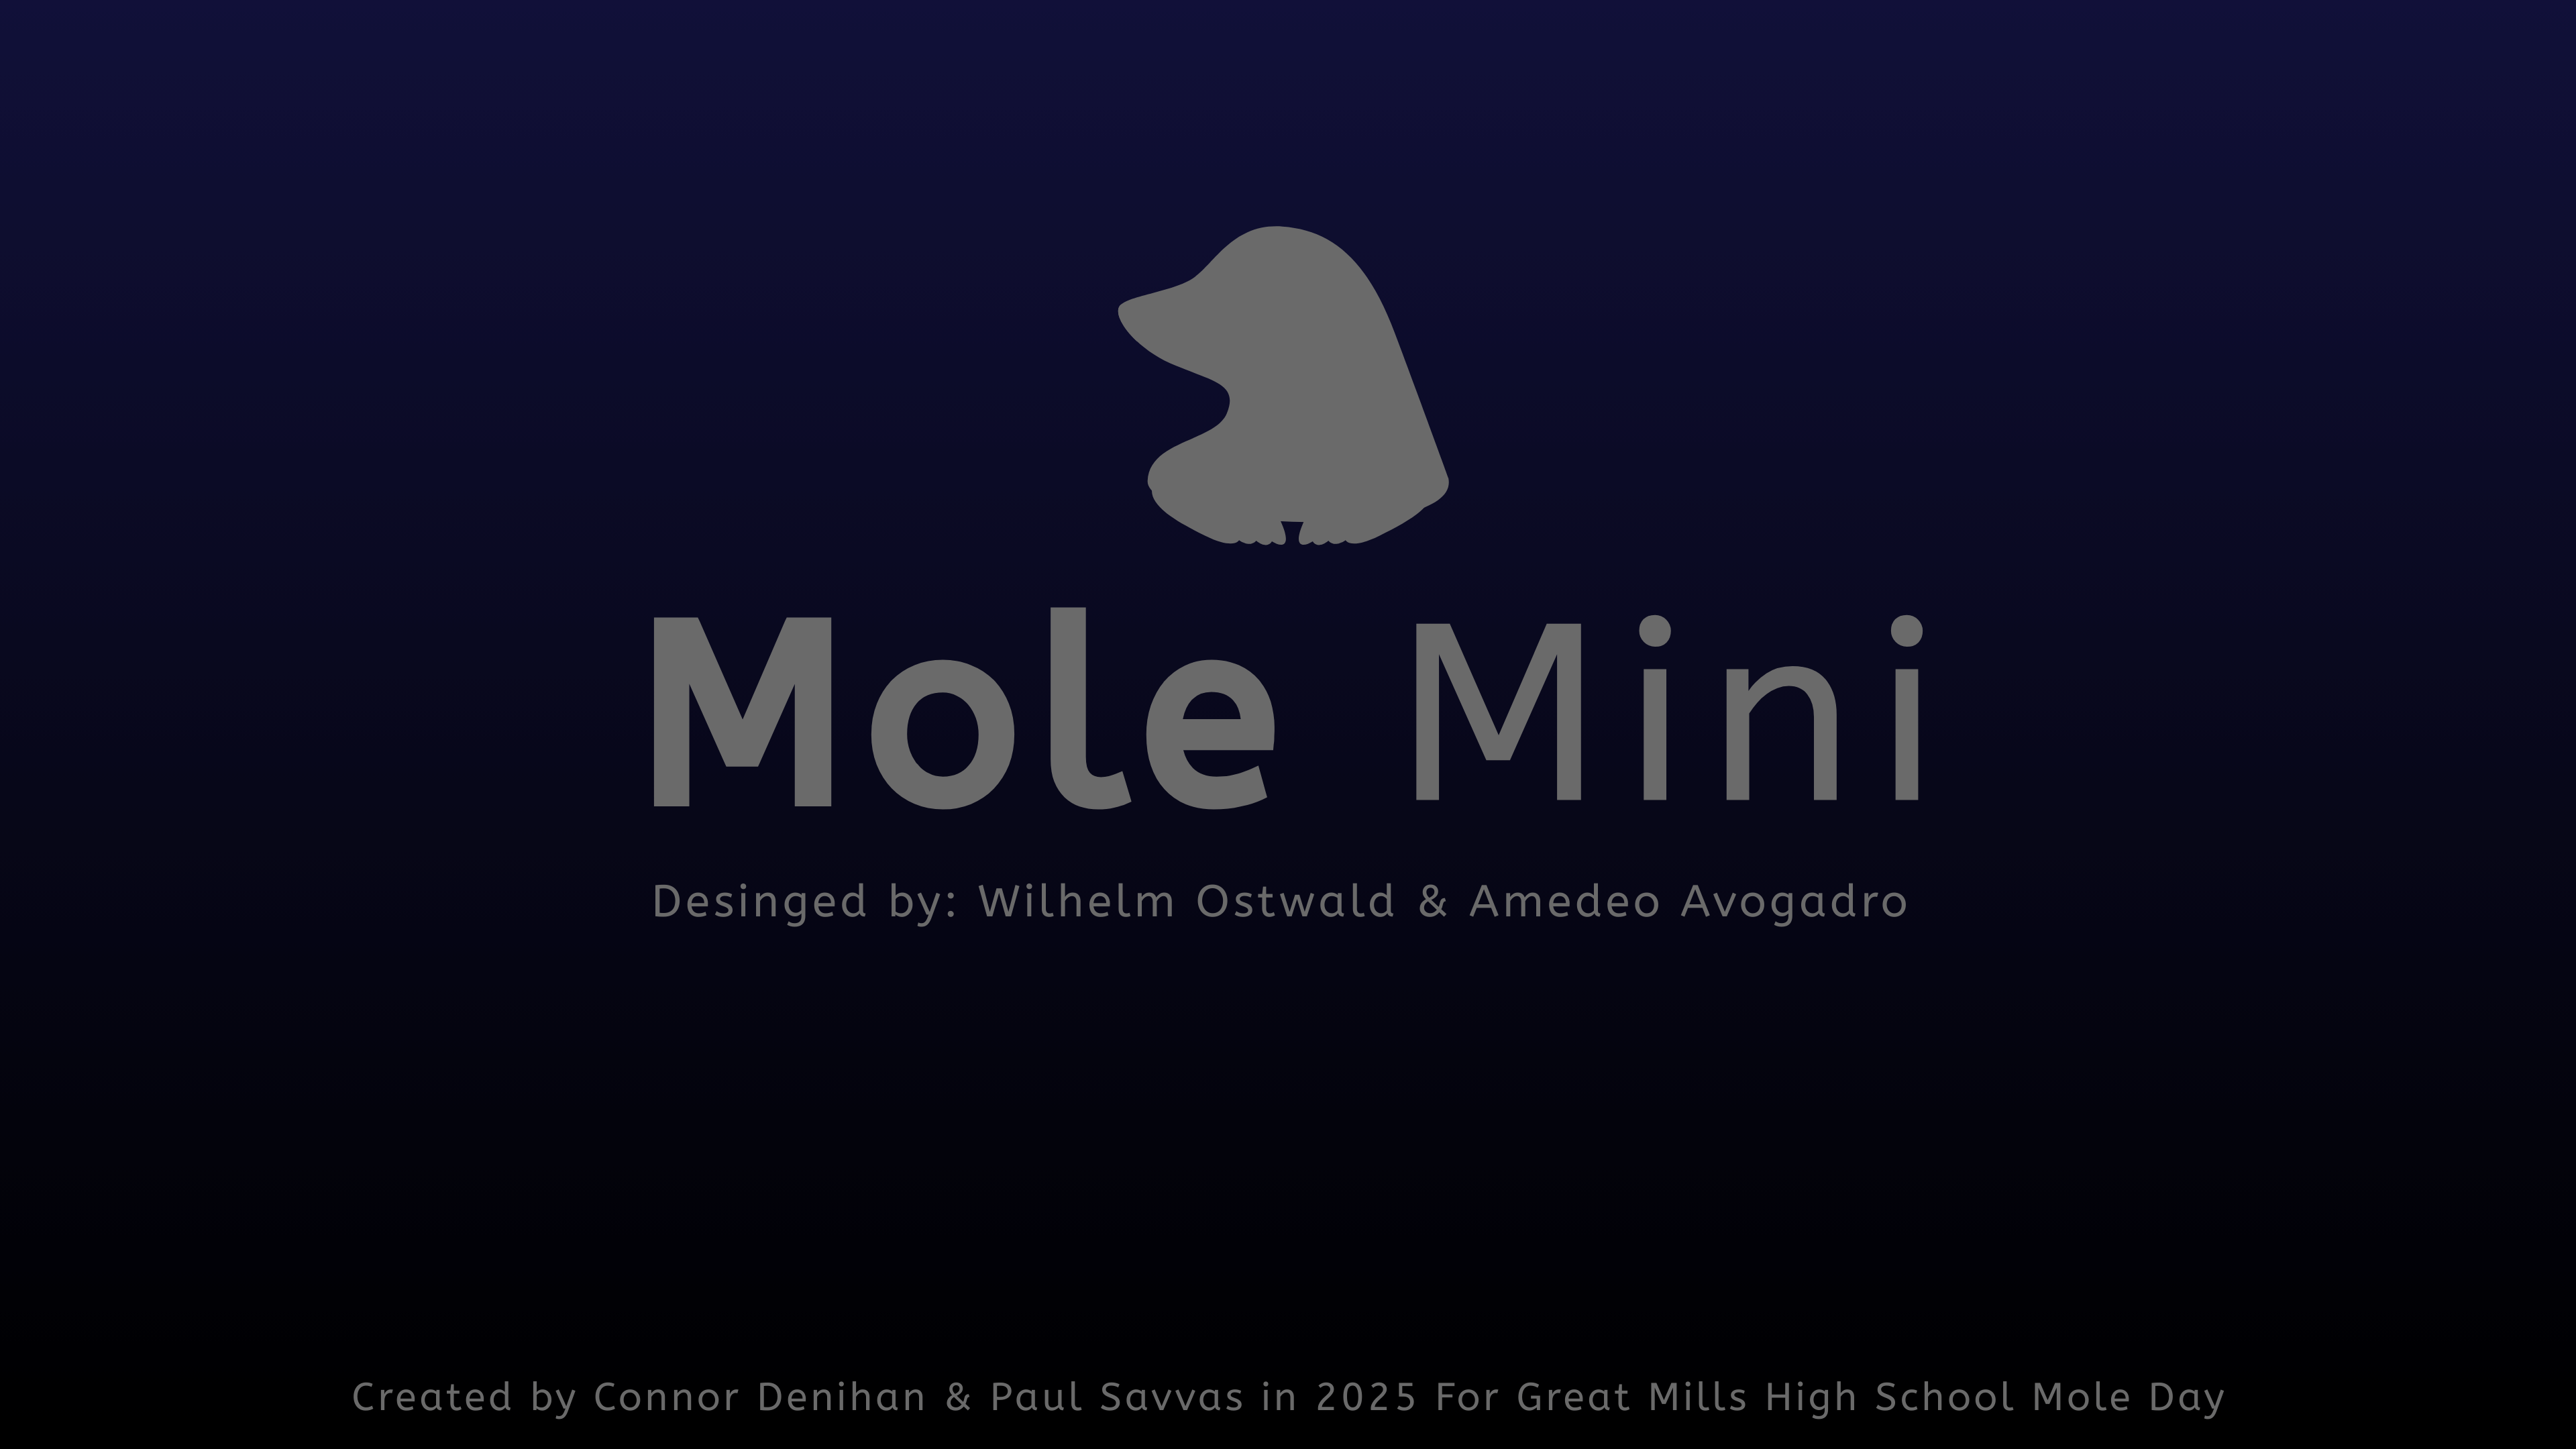 Mole Mini
Desinged by: Wilhelm Ostwald & Amedeo Avogadro
Created by Connor Denihan & Paul Savvas in 2025 For Great Mills High School Mole Day